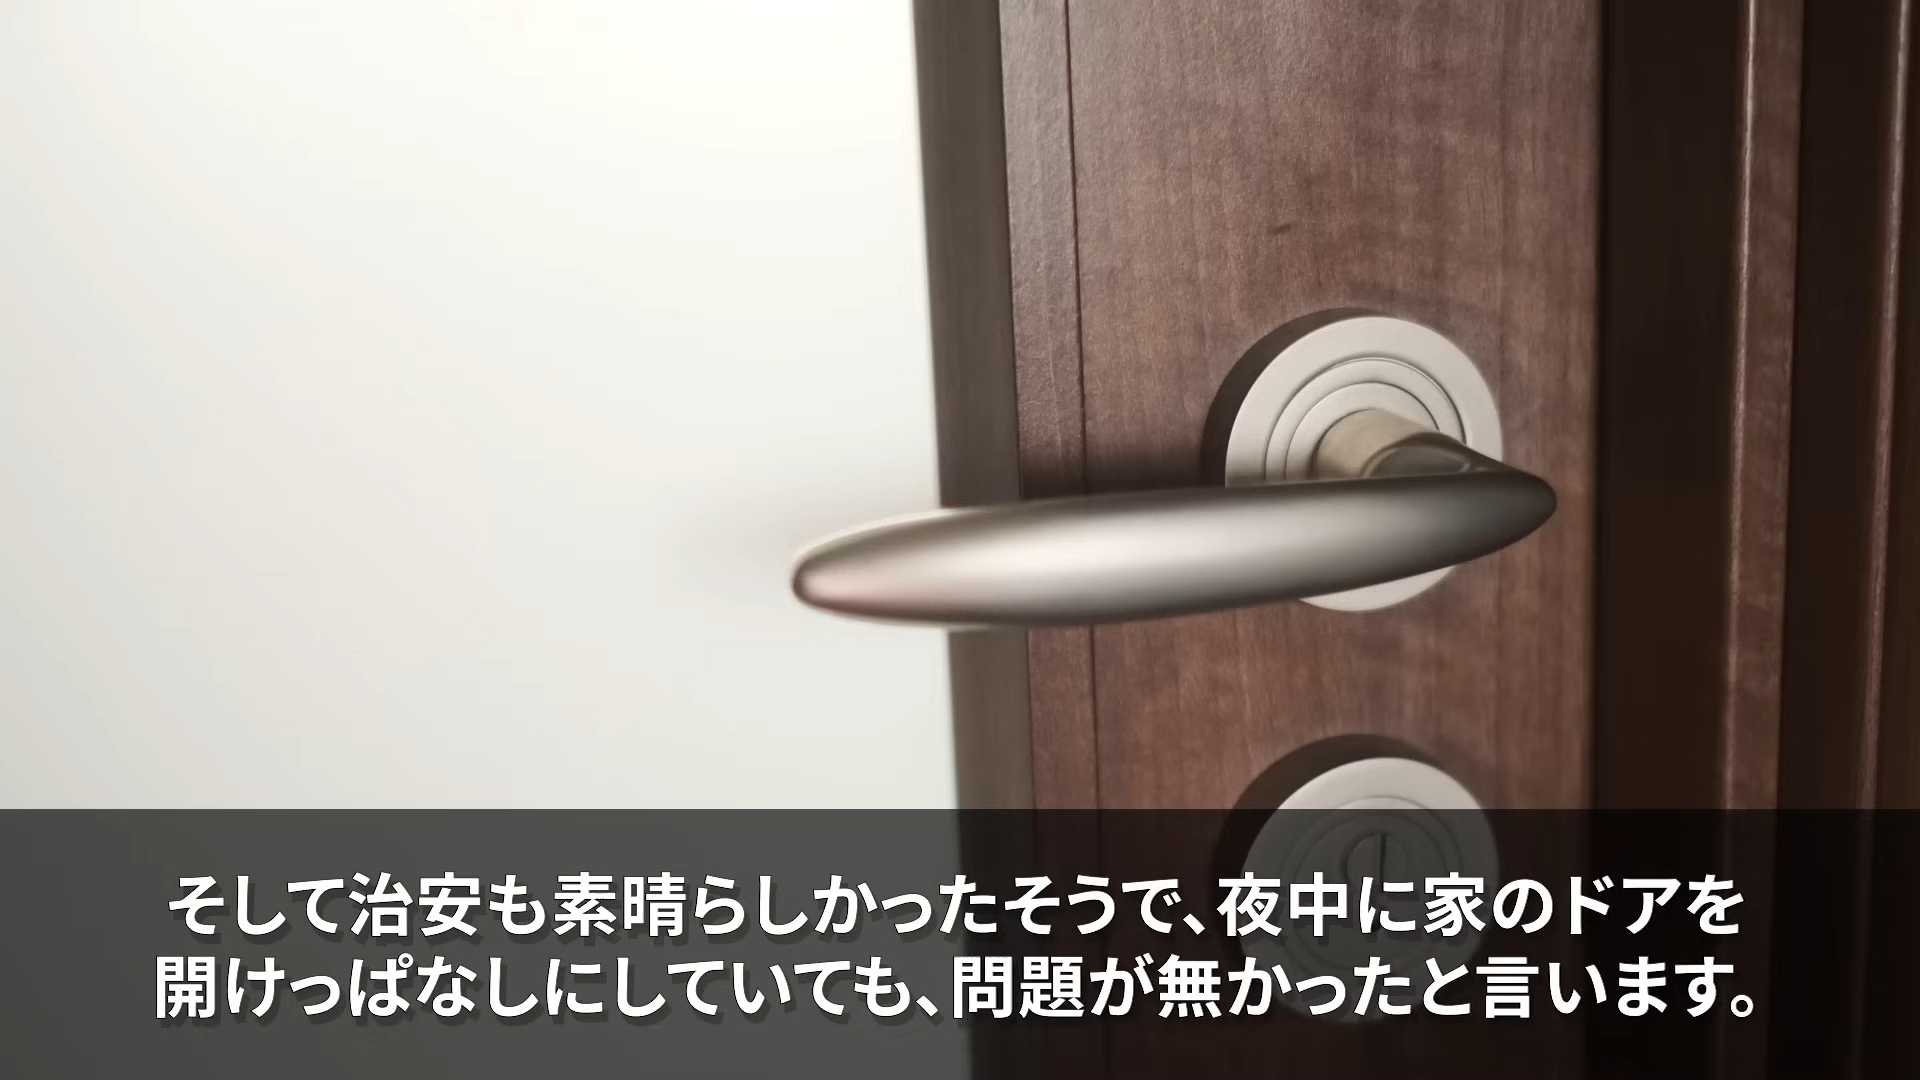 そして治安も素晴らしかったそうで、夜中に家のドアを
開けっぱなしにしていても、問題が無かったと言います。